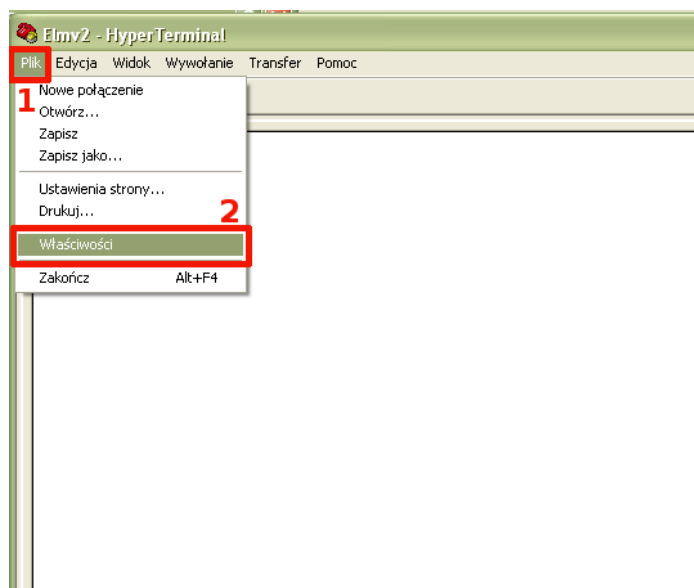 Elmv2 - HyperTerminal
Plik Edycja Widok Wywołanie Transfer Pomoc
1
Nowe połączenie
Otwórz...
Zapisz
Zapisz jako...
Ustawienia strony...
Drukuj...
2
Właściwości
Zakończ Alt+F4